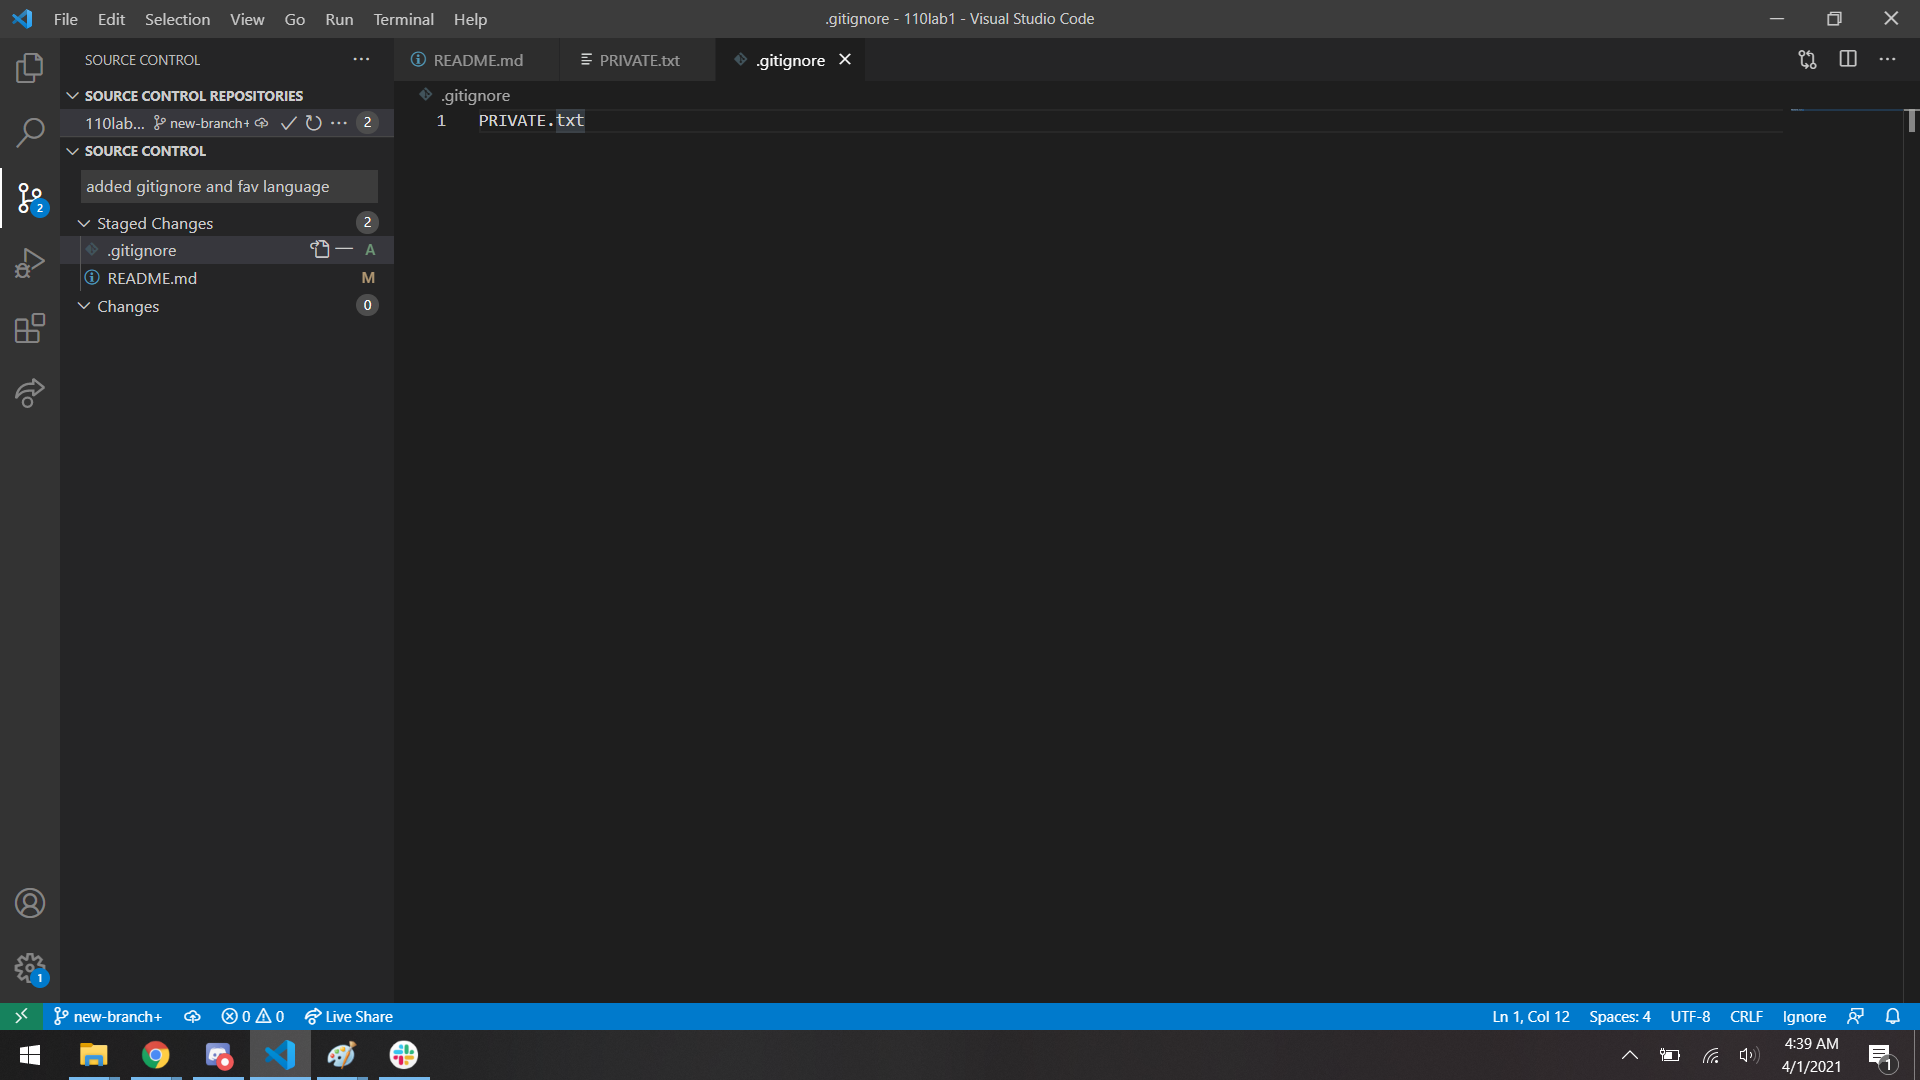 File Edit Selection View Go Run Terminal Help
.gitignore - 110lab1 - Visual Studio Code
SOURCE CONTROL
SOURCE CONTROL REPOSITORIES
110lab... new-branch+ 2
SOURCE CONTROL
added gitignore and fav language
Staged Changes 2
.gitignore A
README.md M
Changes 0
README.md PRIVATE.txt .gitignore
.gitignore
1 PRIVATE.txt
2
1
new-branch+ 0 0 Live Share
Ln 1, Col 12 Spaces: 4 UTF-8 CRLF Ignore
4:39 AM
4/1/2021
1